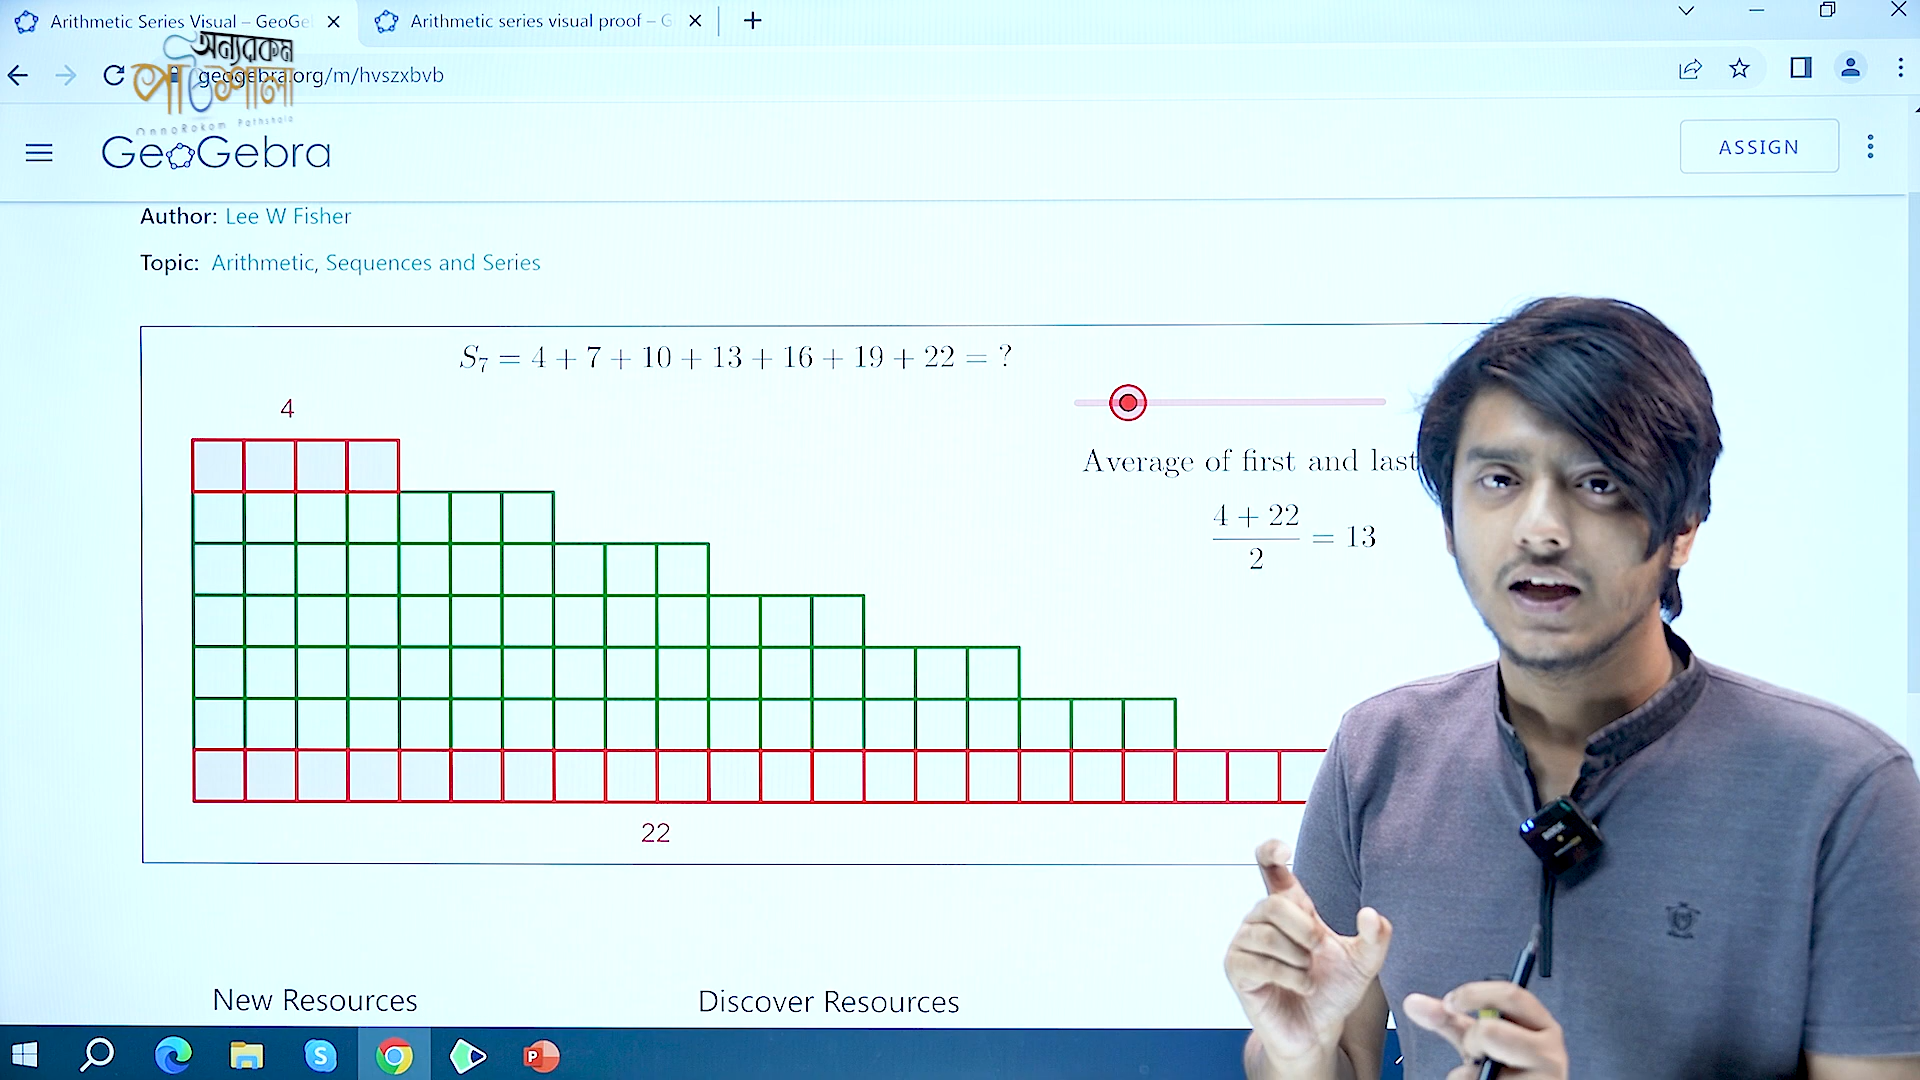 Arithmetic Series Visual – GeoGe
Arithmetic series visual proof – G
অন্যরকম
পাঠশালা
OnnoRokom Pathshala
geogebra.org/m/hvszxbvb
GeoGebra
ASSIGN
Author: Lee W Fisher
Topic: Arithmetic, Sequences and Series
S₇ = 4 + 7 + 10 + 13 + 16 + 19 + 22 = ?
4
Average of first and last
4 + 22
/ 2 = 13
22
New Resources
Discover Resources